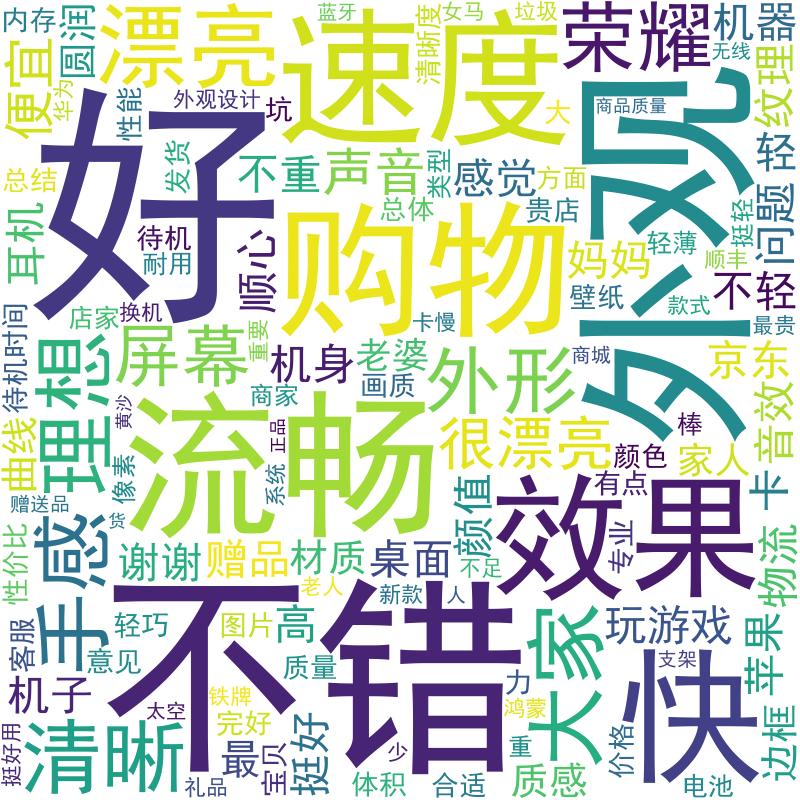 内存
圆润
漂亮
速度
蓝牙
清晰度
女马
垃圾
荣耀
机器
无线
便宜
华为
性能
外观设计
坑
大
外观
商品质量
纹理
好
总结
发货
不重
声音
类型
感觉
方面
轻
耳机
待机
耐用
顺心
总体
贵店
购物
妈妈
轻薄
挺轻
顺丰
问题
不轻
壁纸
款式
最贵
待机时间
店家
换机
理想
屏幕
重要
机身
老婆
卡慢
外形
商城
京东
画质
商家
曲线
黄沙
流畅
正品
很漂亮
棒
颜色
家人
音效
像素
系统
有点
卡
赠送品
效果
颜值
专业
性价比
手感
谢谢
赠品
材质
桌面
不足
物流
不错
老人
新款
人
大家
玩游戏
苹果
客服
轻巧
意见
图片
高
质量
快
支架
机子
太空
铁牌
完好
力
鸿蒙
边框
挺好用
清晰
最
宝贝
挺好
少
重
价格
礼品
体积
合适
质感
电池